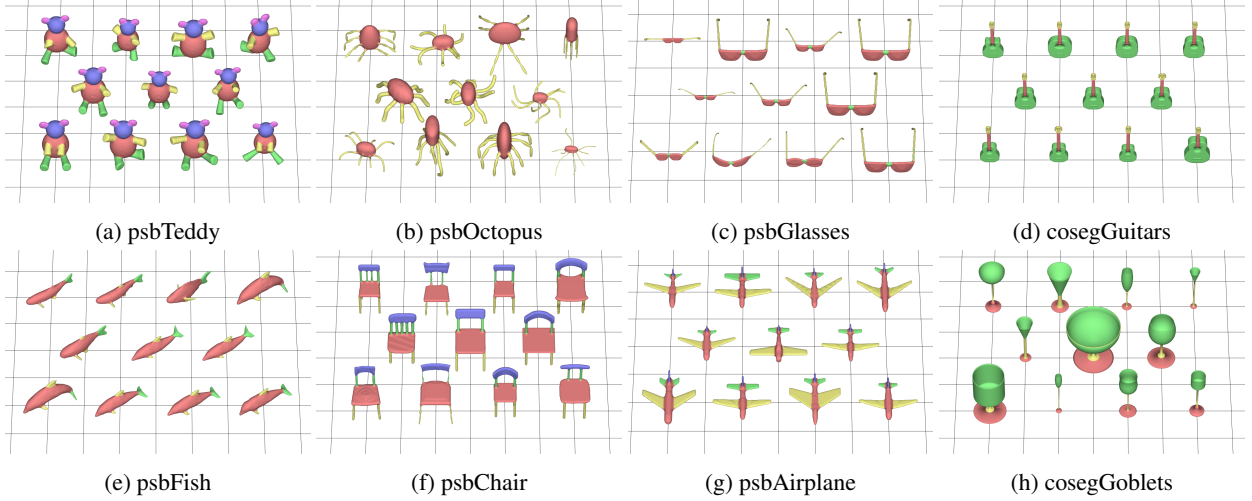 (a) psbTeddy
(b) psbOctopus
(c) psbGlasses
(d) cosegGuitars
(e) psbFish
(f) psbChair
(g) psbAirplane
(h) cosegGoblets